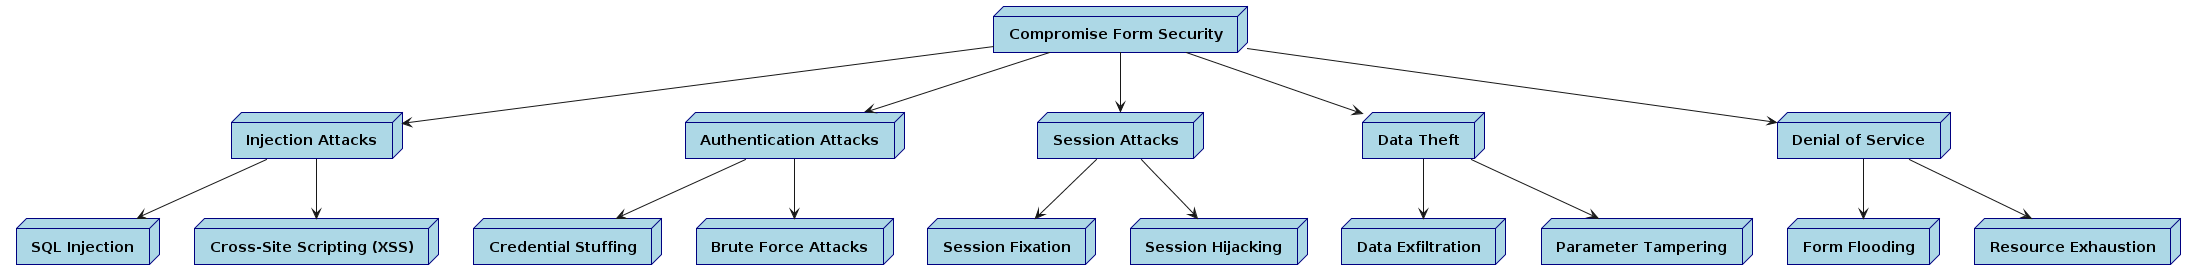 Compromise Form Security
Injection Attacks
Authentication Attacks
Session Attacks
Data Theft
Denial of Service
SQL Injection
Cross-Site Scripting (XSS)
Credential Stuffing
Brute Force Attacks
Session Fixation
Session Hijacking
Data Exfiltration
Parameter Tampering
Form Flooding
Resource Exhaustion